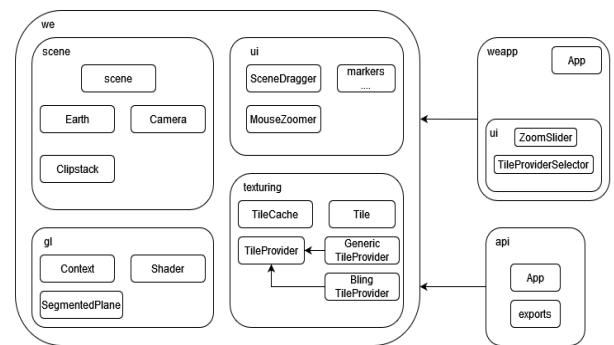 we
scene
scene
Earth
Camera
Clipstack
ui
SceneDragger
markers
....
MouseZoomer
gl
Context
Shader
SegmentedPlane
texturing
TileCache
Tile
TileProvider
Generic
TileProvider
Bling
TileProvider
weapp
App
ui
ZoomSlider
TileProviderSelector
api
App
exports